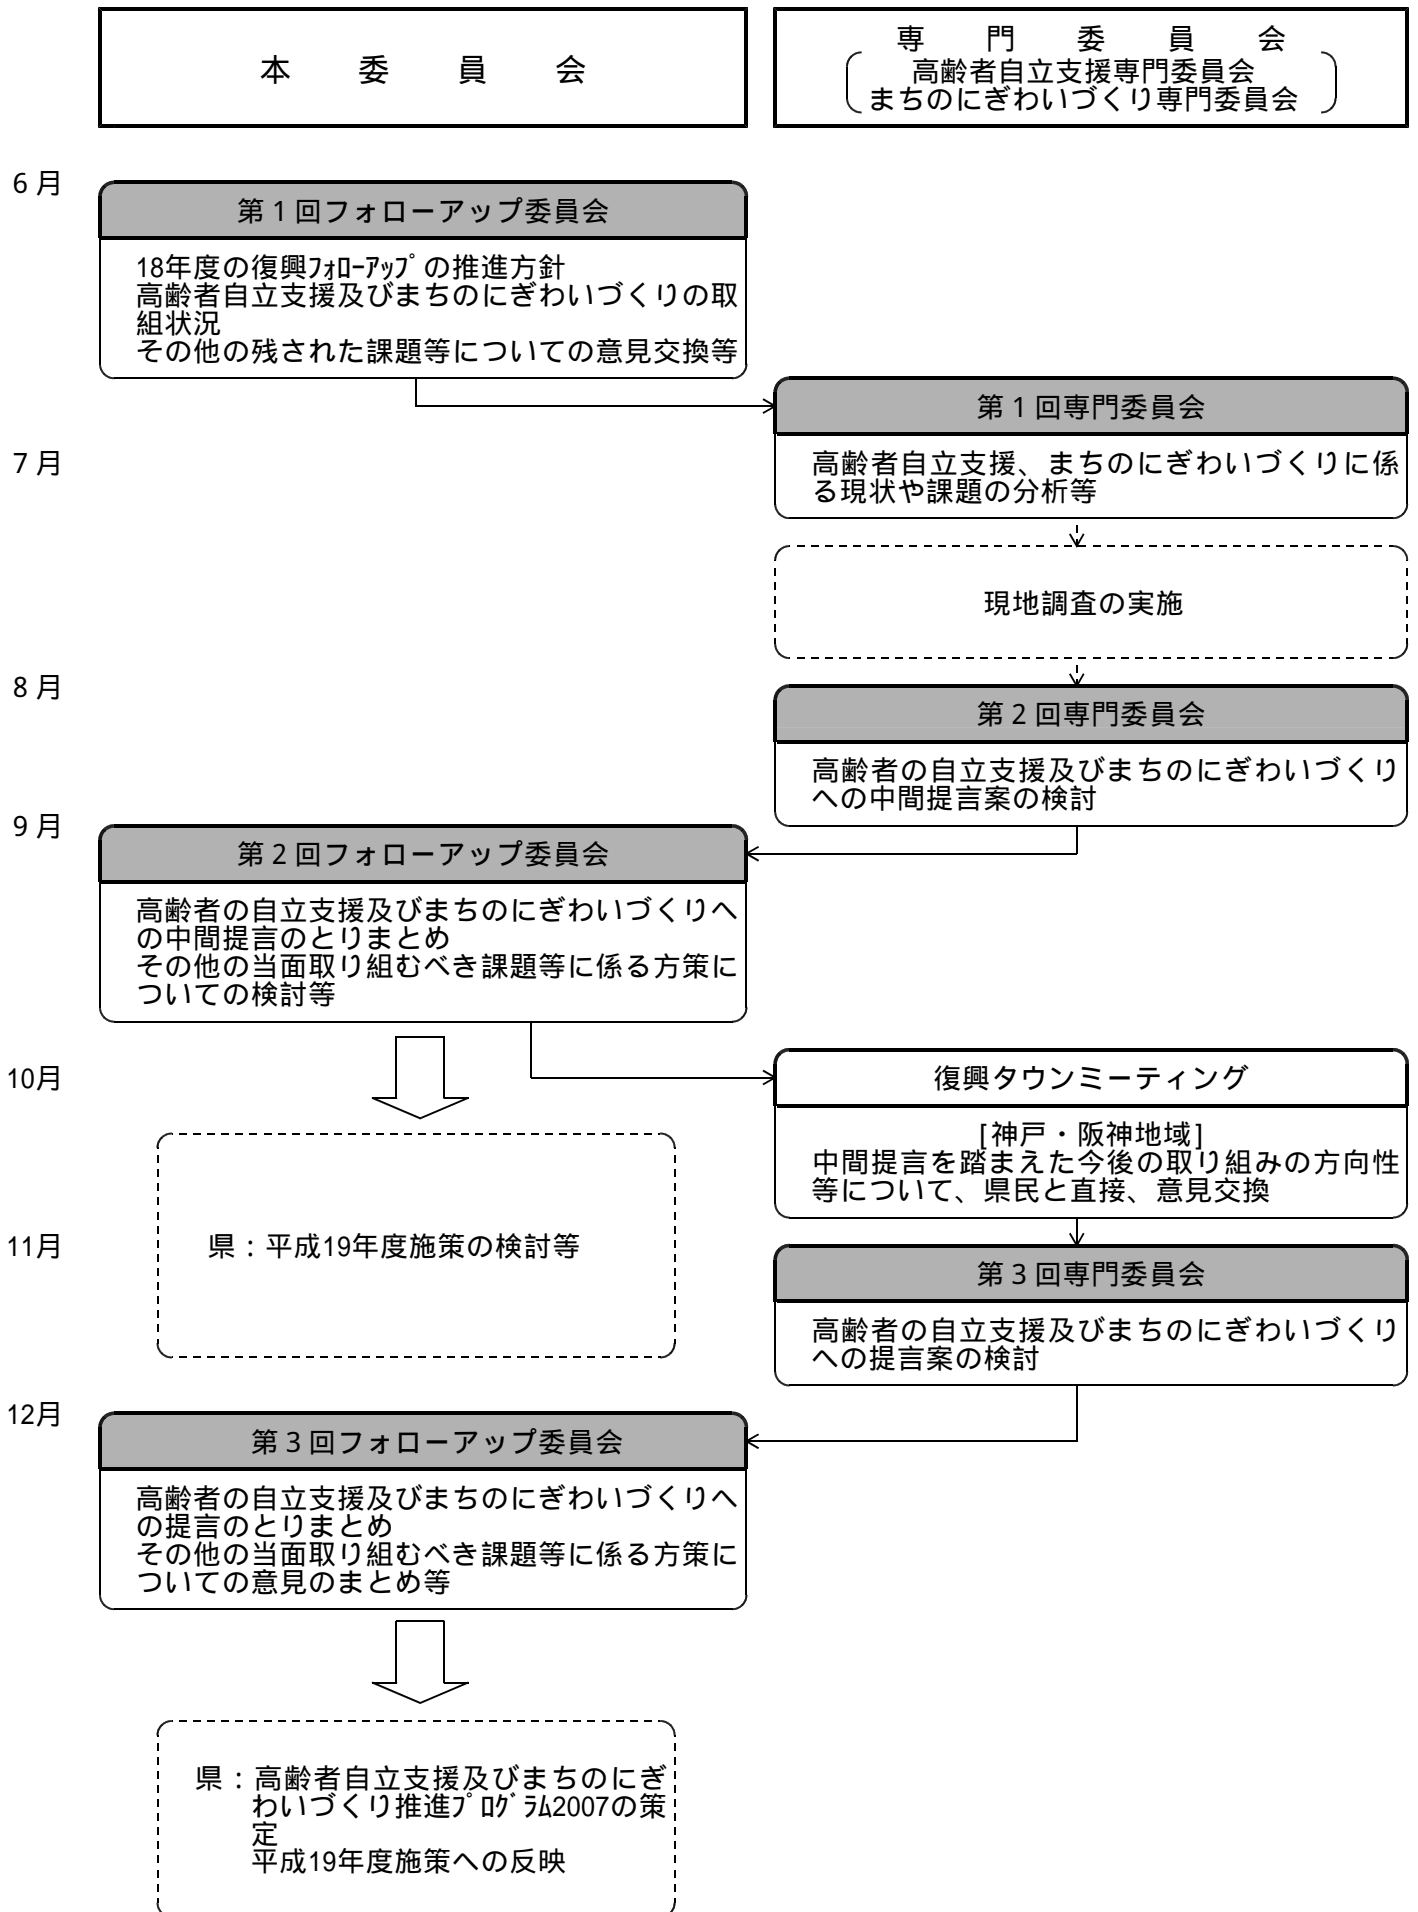 本委員会
専門委員会
高齢者自立支援専門委員会
まちのにぎわいづくり専門委員会
6月
第1回フォローアップ委員会
18年度の復興ﾌｫﾛｰｱｯﾌﾟの推進方針
高齢者自立支援及びまちのにぎわいづくりの取
組状況
その他の残された課題等についての意見交換等
第1回専門委員会
7月
高齢者自立支援、まちのにぎわいづくりに係
る現状や課題の分析等
現地調査の実施
8月
第2回専門委員会
高齢者の自立支援及びまちのにぎわいづくり
への中間提言案の検討
9月
第2回フォローアップ委員会
高齢者の自立支援及びまちのにぎわいづくりへ
の中間提言のとりまとめ
その他の当面取り組むべき課題等に係る方策に
ついての検討等
10月
復興タウンミーティング
[神戸・阪神地域]
中間提言を踏まえた今後の取り組みの方向性
等について、県民と直接、意見交換
11月
県：平成19年度施策の検討等
第3回専門委員会
高齢者の自立支援及びまちのにぎわいづくり
への提言案の検討
12月
第3回フォローアップ委員会
高齢者の自立支援及びまちのにぎわいづくりへ
の提言のとりまとめ
その他の当面取り組むべき課題等に係る方策に
ついての意見のまとめ等
県：高齢者自立支援及びまちのにぎ
わいづくり推進ﾌﾟﾛｸﾞﾗﾑ2007の策
定
平成19年度施策への反映